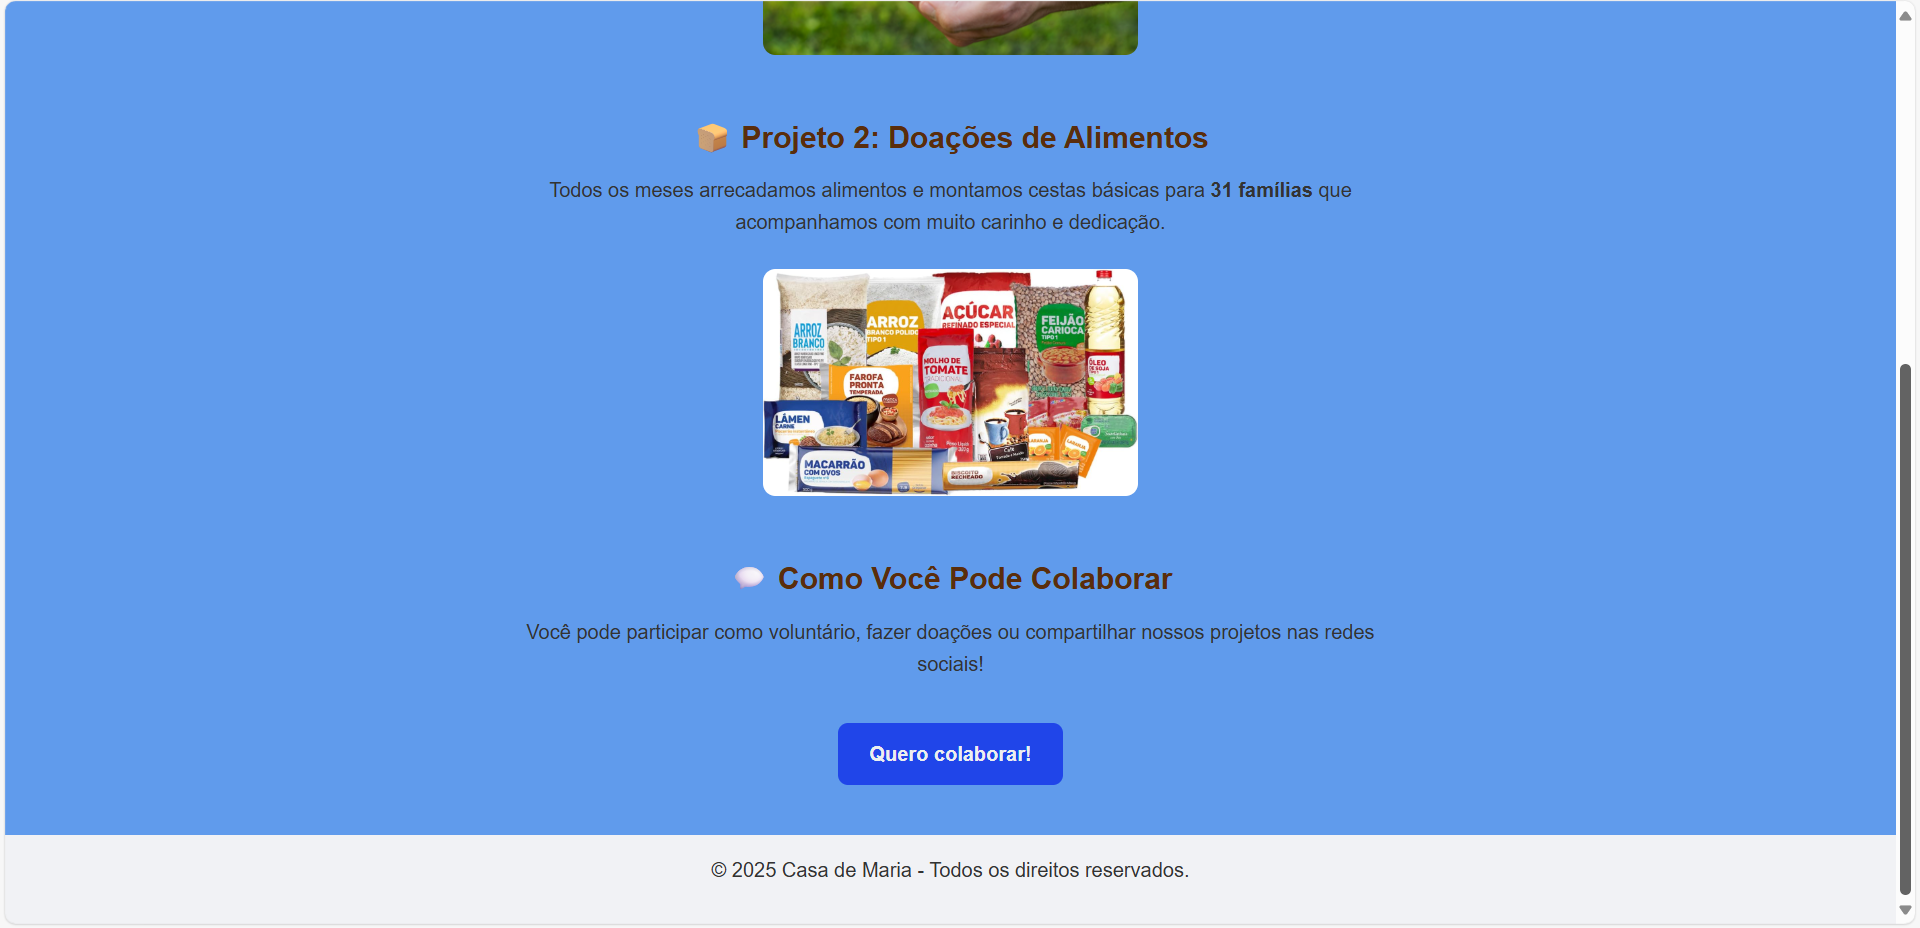 Projeto 2: Doações de Alimentos
Todos os meses arrecadamos alimentos e montamos cestas básicas para 31 famílias que
acompanhamos com muito carinho e dedicação.
ARROZ
BRANCO
ARROZ
BRANCO POLIDO
TIPO 1
AÇÚCAR
REFINADO ESPECIAL
FEIJÃO
CARIOCA
TIPO 1
ÓLEO
DE SOJA
MOLHO DE
TOMATE
TRADICIONAL
FAROFA
PRONTA
TEMPERADA
LÁMEN
CARNE
Café
LARANJA
LARANJA
MACARRÃO
COM OVOS
BISCOITO
RECHEADO
Como Você Pode Colaborar
Você pode participar como voluntário, fazer doações ou compartilhar nossos projetos nas redes
sociais!
Quero colaborar!
© 2025 Casa de Maria - Todos os direitos reservados.